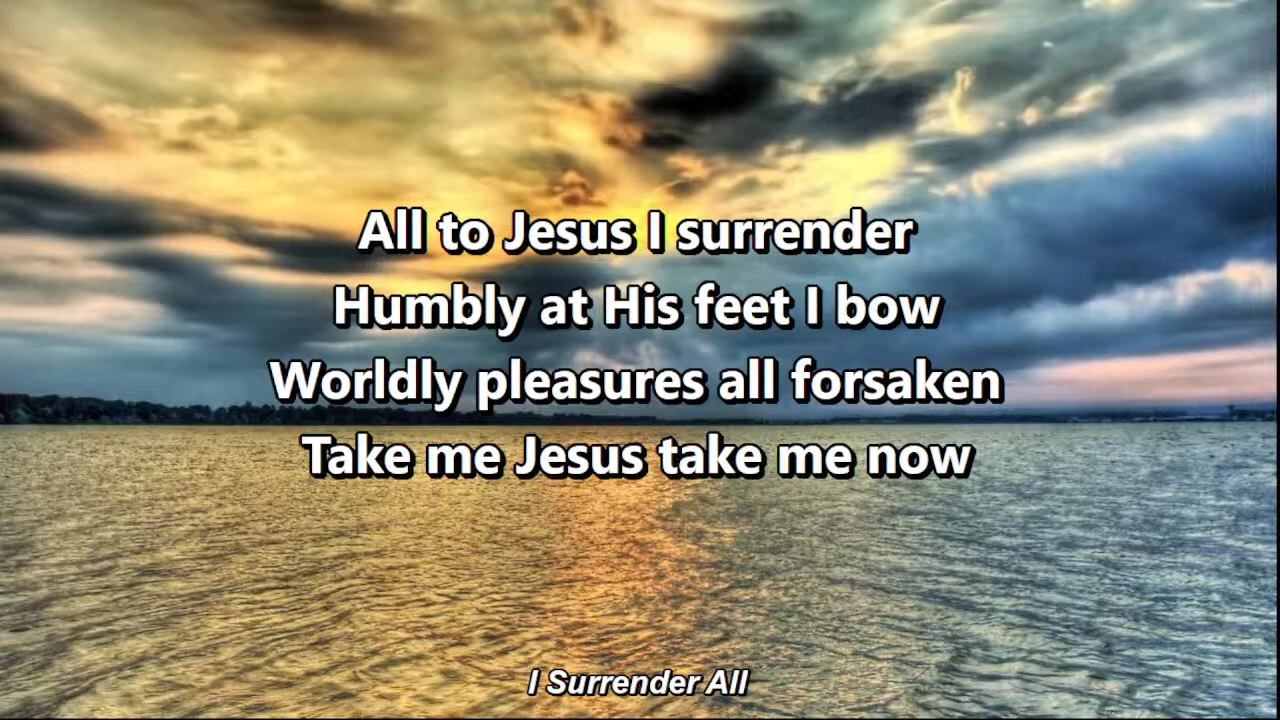 All to Jesus I surrender
Humbly at His feet I bow
Worldly pleasures all forsaken
Take me Jesus take me now
I Surrender All